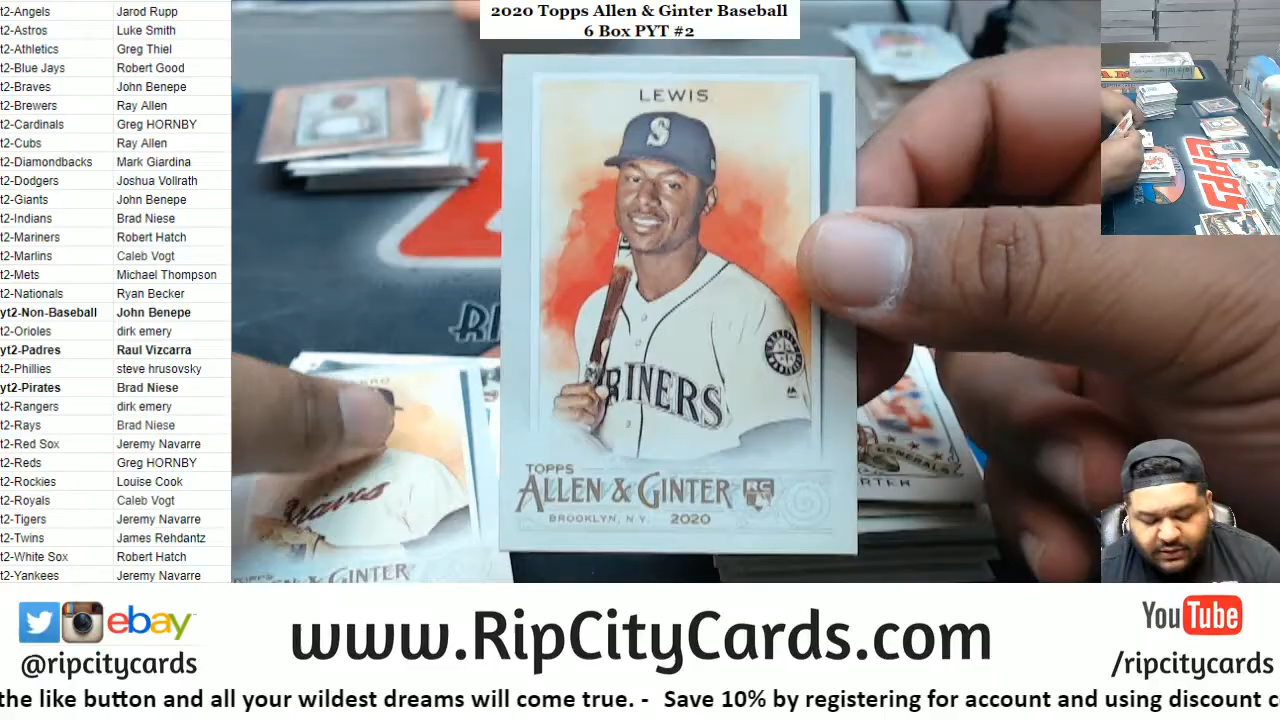 2020 Topps Allen & Ginter Baseball
6 Box PYT #2
t2-Angels Jarod Rupp
t2-Astros Luke Smith
t2-Athletics Greg Thiel
t2-Blue Jays Robert Good
t2-Braves John Benepe
t2-Brewers Ray Allen
t2-Cardinals Greg HORNBY
t2-Cubs Ray Allen
t2-Diamondbacks Mark Giardina
t2-Dodgers Joshua Vollrath
t2-Giants John Benepe
t2-Indians Brad Niese
t2-Mariners Robert Hatch
t2-Marlins Caleb Vogt
t2-Mets Michael Thompson
t2-Nationals Ryan Becker
yt2-Non-Baseball John Benepe
t2-Orioles dirk emery
yt2-Padres Raul Vizcarra
t2-Phillies steve hrusovsky
yt2-Pirates Brad Niese
t2-Rangers dirk emery
t2-Rays Brad Niese
t2-Red Sox Jeremy Navarre
t2-Reds Greg HORNBY
t2-Rockies Louise Cook
t2-Royals Caleb Vogt
t2-Tigers Jeremy Navarre
t2-Twins James Rehdantz
t2-White Sox Robert Hatch
t2-Yankees Jeremy Navarre
LEWIS
S
RINERS
TOPPS
ALLEN & GINTER RC
BROOKLYN, N.Y. 2020
Braves
N & GINTER
GENERALS
RTER
TOPPS
ebay
@ripcitycards
www.RipCityCards.com
YouTube
/ripcitycards
the like button and all your wildest dreams will come true. - Save 10% by registering for account and using discount c